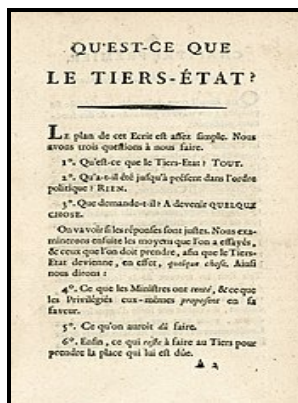 QU'EST-CE QUE
LE TIERS-ÉTAT?
LE plan de cet Ecrit est assez simple. Nous
avons trois questions à nous faire.
1°. Qu'est-ce que le Tiers-Etat? TOUT.
2°. Qu'a-t-il été jusqu'à présent dans l'ordre
politique? RIEN.
3°. Que demande-t-il? A devenir QUELQUE
CHOSE.
On va voir si les réponses sont justes. Nous exa-
minerons ensuite les moyens que l'on a essayés,
& ceux que l'on doit prendre, afin que le Tiers-
Etat devienne, en effet, quelque chose. Ainsi
nous dirons:
4°. Ce que les Ministres ont tenté, & ce que
les Privilégiés eux-mêmes proposent en sa
faveur.
5°. Ce qu'on auroit dû faire.
6°. Enfin, ce qui reste à faire au Tiers pour
prendre la place qui lui est dûe.
A 2